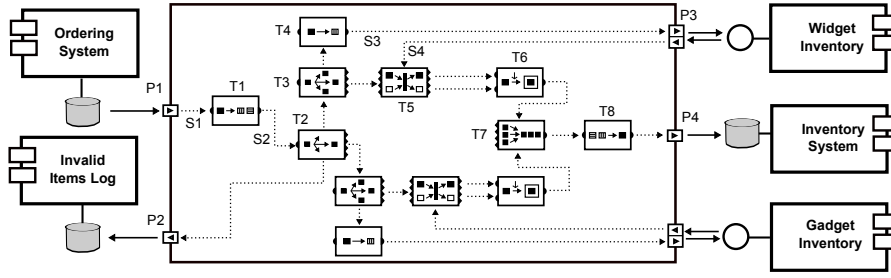 Ordering
System
P1
Invalid
Items Log
P2
S1
T1
S2
T2
T3
T4
S3
S4
T5
T6
T7
T8
P3
Widget
Inventory
P4
Inventory
System
Gadget
Inventory